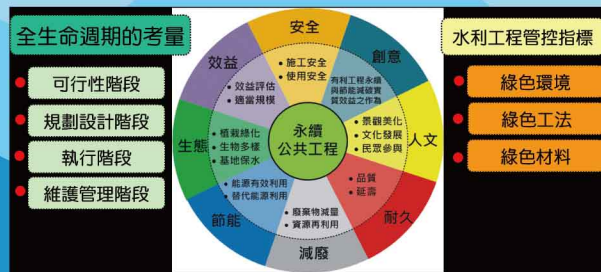 全生命週期的考量
可行性階段
規劃設計階段
執行階段
維護管理階段
安全
• 施工安全
• 使用安全
創意
有利工程永續
與節能減碳實
質效益之作為
人文
• 景觀美化
• 文化發展
• 民眾參與
耐久
• 品質
• 延壽
減廢
• 廢棄物減量
• 資源再利用
節能
• 能源有效利用
• 替代能源利用
生態
• 植栽綠化
• 生物多樣
• 基地保水
效益
• 效益評估
• 適當規模
永續
公共工程
水利工程管控指標
綠色環境
綠色工法
綠色材料